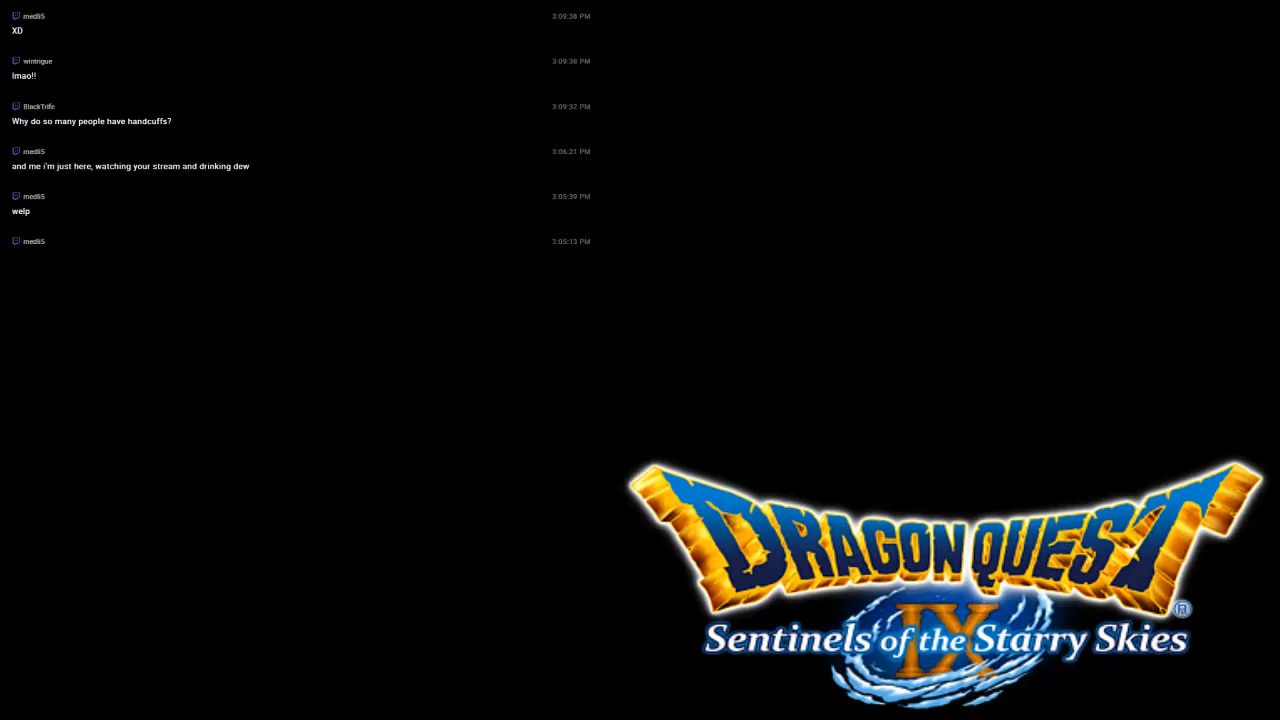 medli5 3:09:38 PM
XD
wintrigue 3:09:38 PM
lmao!!
BlackTrife 3:09:32 PM
Why do so many people have handcuffs?
medli5 3:06:21 PM
and me i'm just here, watching your stream and drinking dew
medli5 3:05:39 PM
welp
medli5 3:05:13 PM
DRAGON QUEST
®
IX
Sentinels of the Starry Skies